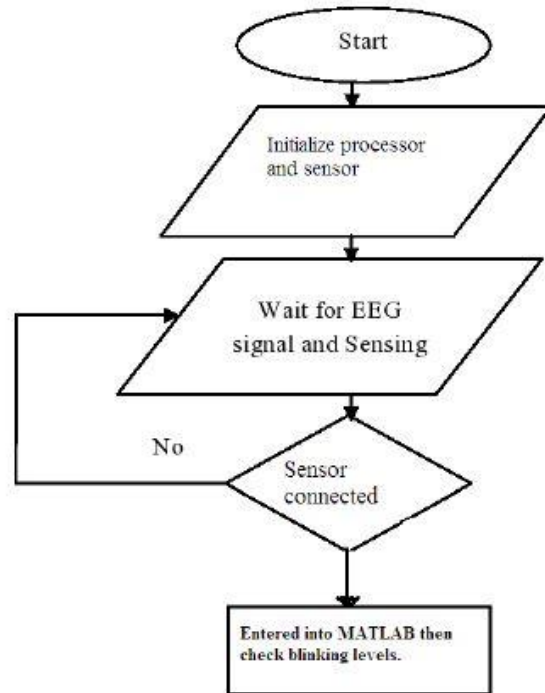 Start
Initialize processor
and sensor
Wait for EEG
signal and Sensing
No
Sensor
connected
Entered into MATLAB then
check blinking levels.